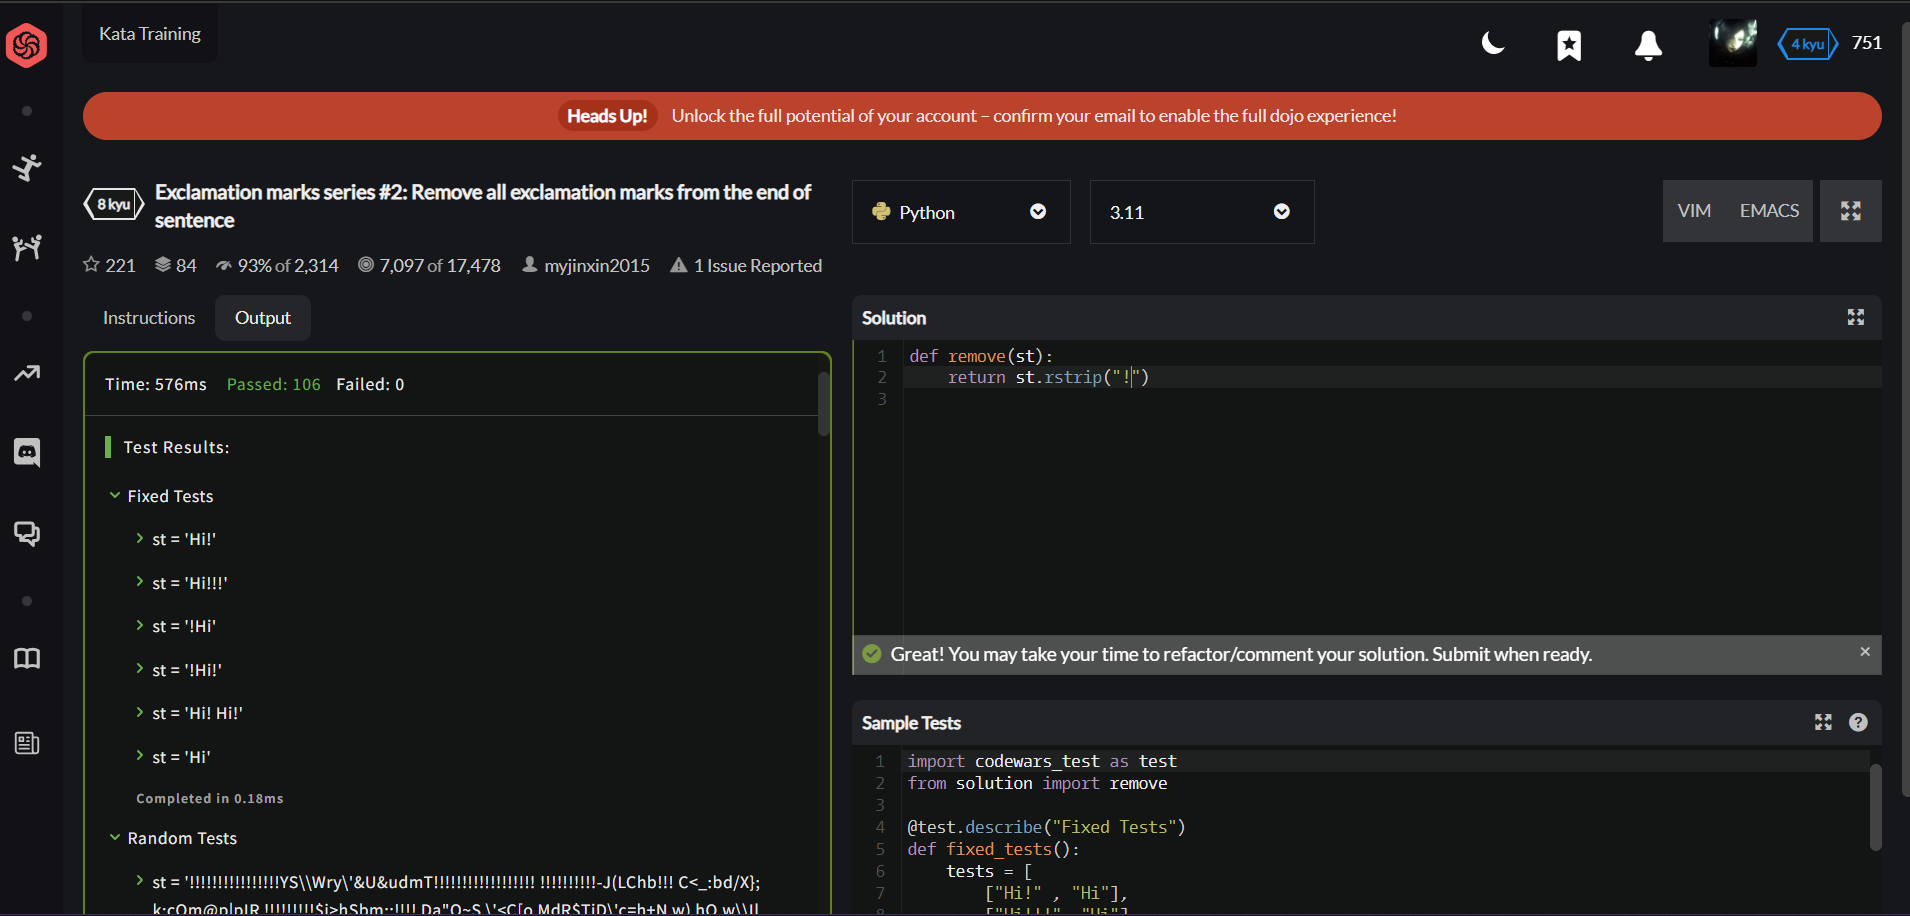 Kata Training
4 kyu
751
Heads Up! Unlock the full potential of your account – confirm your email to enable the full dojo experience!
8 kyu
Exclamation marks series #2: Remove all exclamation marks from the end of
sentence
221 84 93% of 2,314 7,097 of 17,478 myjinxin2015 1 Issue Reported
Python
3.11
VIM EMACS
Instructions Output
Time: 576ms Passed: 106 Failed: 0
Test Results:
Fixed Tests
st = 'Hi!'
st = 'Hi!!!'
st = '!Hi'
st = '!Hi!'
st = 'Hi! Hi!'
st = 'Hi'
Completed in 0.18ms
Random Tests
st = '!!!!!!!!!!!!!!!!YS\\Wry\'&U&udmT!!!!!!!!!!!!!!!!!! !!!!!!!!!!-J(LChb!!! C<_:bd/X};
Solution
1 def remove(st):
2 return st.rstrip("!")
3
Great! You may take your time to refactor/comment your solution. Submit when ready.
Sample Tests
1 import codewars_test as test
2 from solution import remove
3
4 @test.describe("Fixed Tests")
5 def fixed_tests():
6 tests = [
7 ["Hi!" , "Hi"],